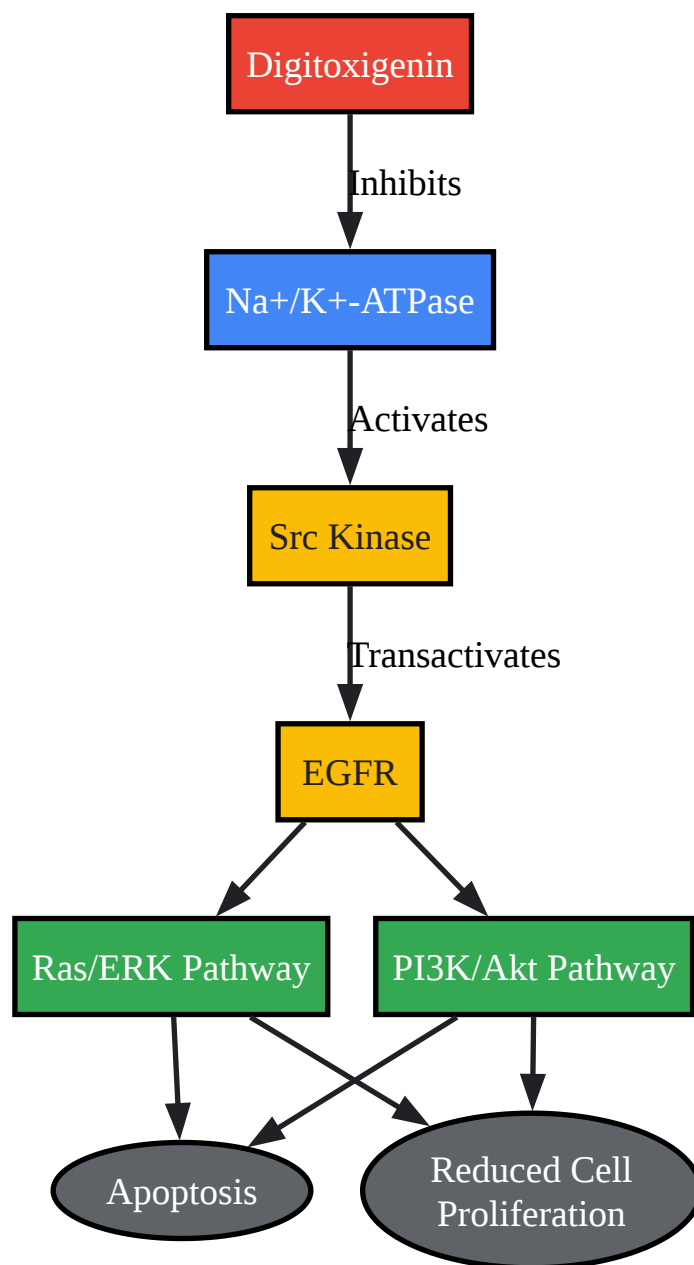 Digitoxigenin
Inhibits
Na+/K+-ATPase
Activates
Src Kinase
Transactivates
EGFR
Ras/ERK Pathway
PI3K/Akt Pathway
Apoptosis
Reduced Cell
Proliferation